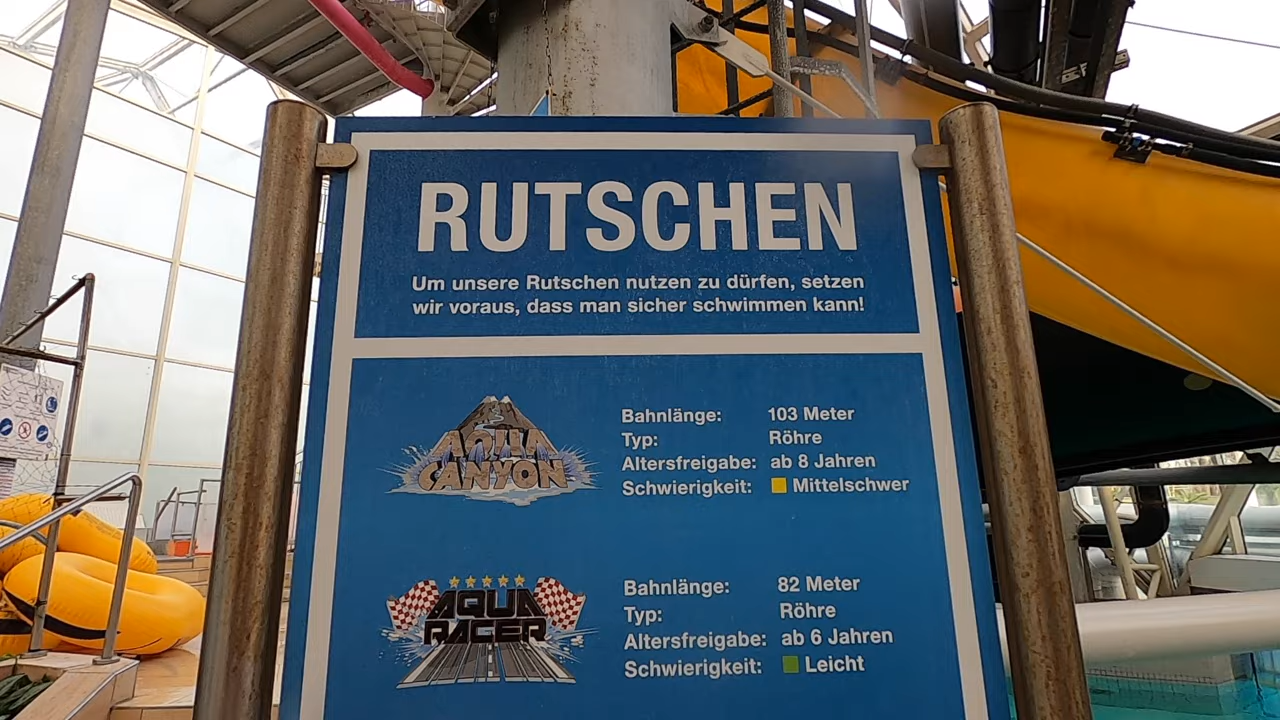 RUTSCHEN
Um unsere Rutschen nutzen zu dürfen, setzen
wir voraus, dass man sicher schwimmen kann!
AQUA
CANYON
Bahnlänge: 103 Meter
Typ: Röhre
Altersfreigabe: ab 8 Jahren
Schwierigkeit: Mittelschwer
AQUA
RACER
Bahnlänge: 82 Meter
Typ: Röhre
Altersfreigabe: ab 6 Jahren
Schwierigkeit: Leicht